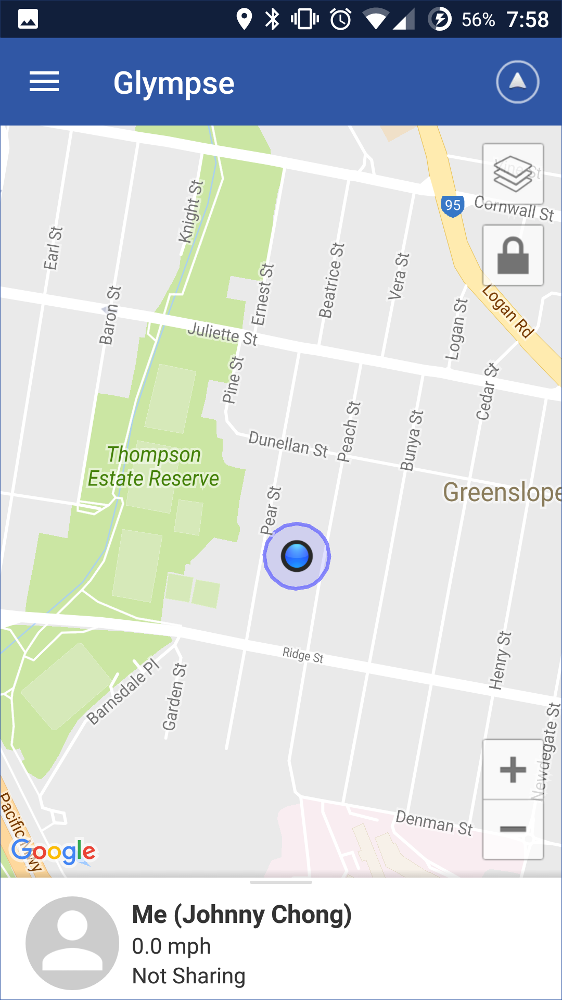 56% 7:58
Glympse
Vine St
95
Cornwall St
Knight St
Earl St
Beatrice St
Vera St
Ernest St
Baron St
Logan Rd
Logan St
Juliette St
Pine St
Cedar St
Peach St
Bunya St
Dunellan St
Thompson
Estate Reserve
Greenslope
Pear St
Henry St
Ridge St
Barnsdale Pl
Garden St
Newdegate St
Denman St
Pacific Mwy
Google
Me (Johnny Chong)
0.0 mph
Not Sharing